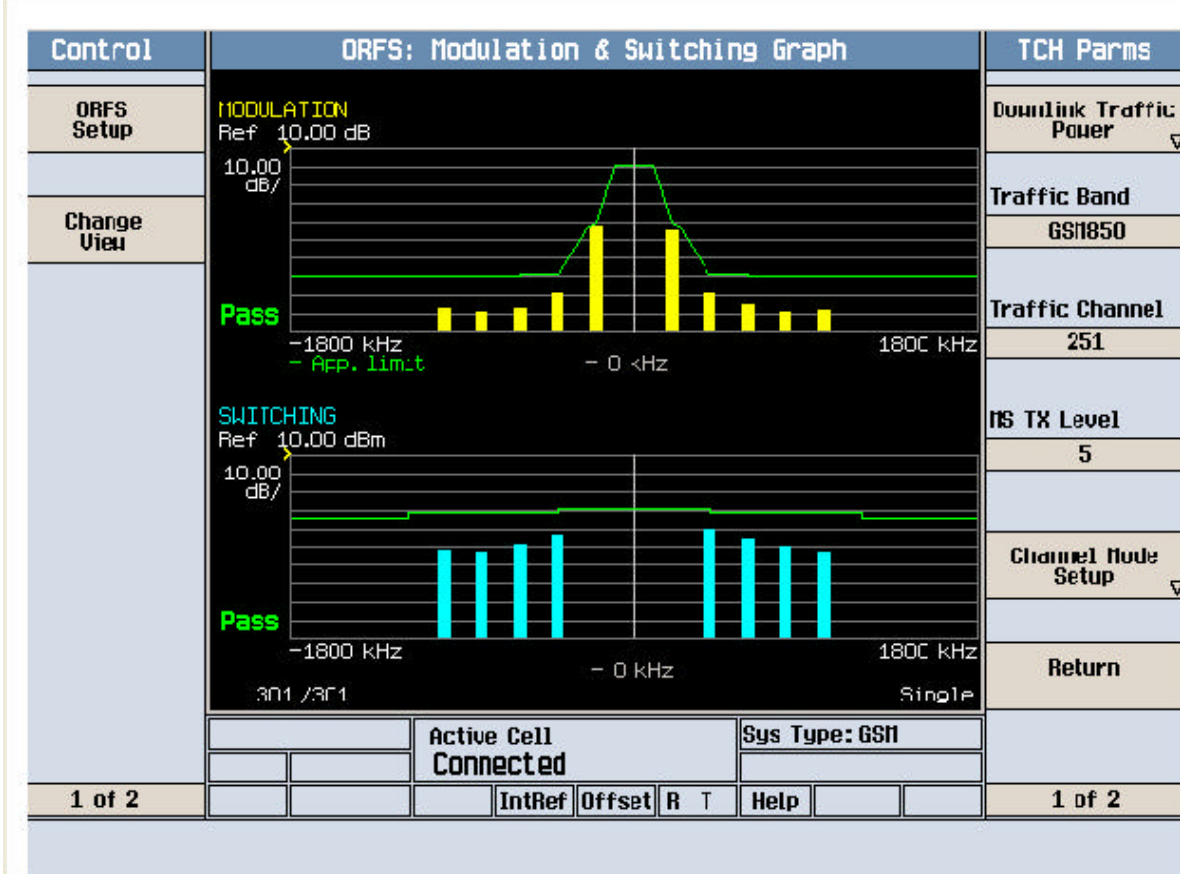 Control
ORFS: Modulation & Switching Graph
TCH Parms
ORFS
Setup
Change
View
1 of 2
MODULATION
Ref 10.00 dB
10.00
dB/
Pass
-1800 kHz
1800 kHz
- App. limit
- 0 kHz
SWITCHING
Ref 10.00 dBm
10.00
dB/
Pass
-1800 kHz
1800 kHz
- 0 kHz
301 /301
Single
Active Cell
Connected
Sys Type: GSM
IntRef
Offset
R T
Help
Downlink Traffic
Power
Traffic Band
GSM850
Traffic Channel
251
MS TX Level
5
Channel Mode
Setup
Return
1 of 2